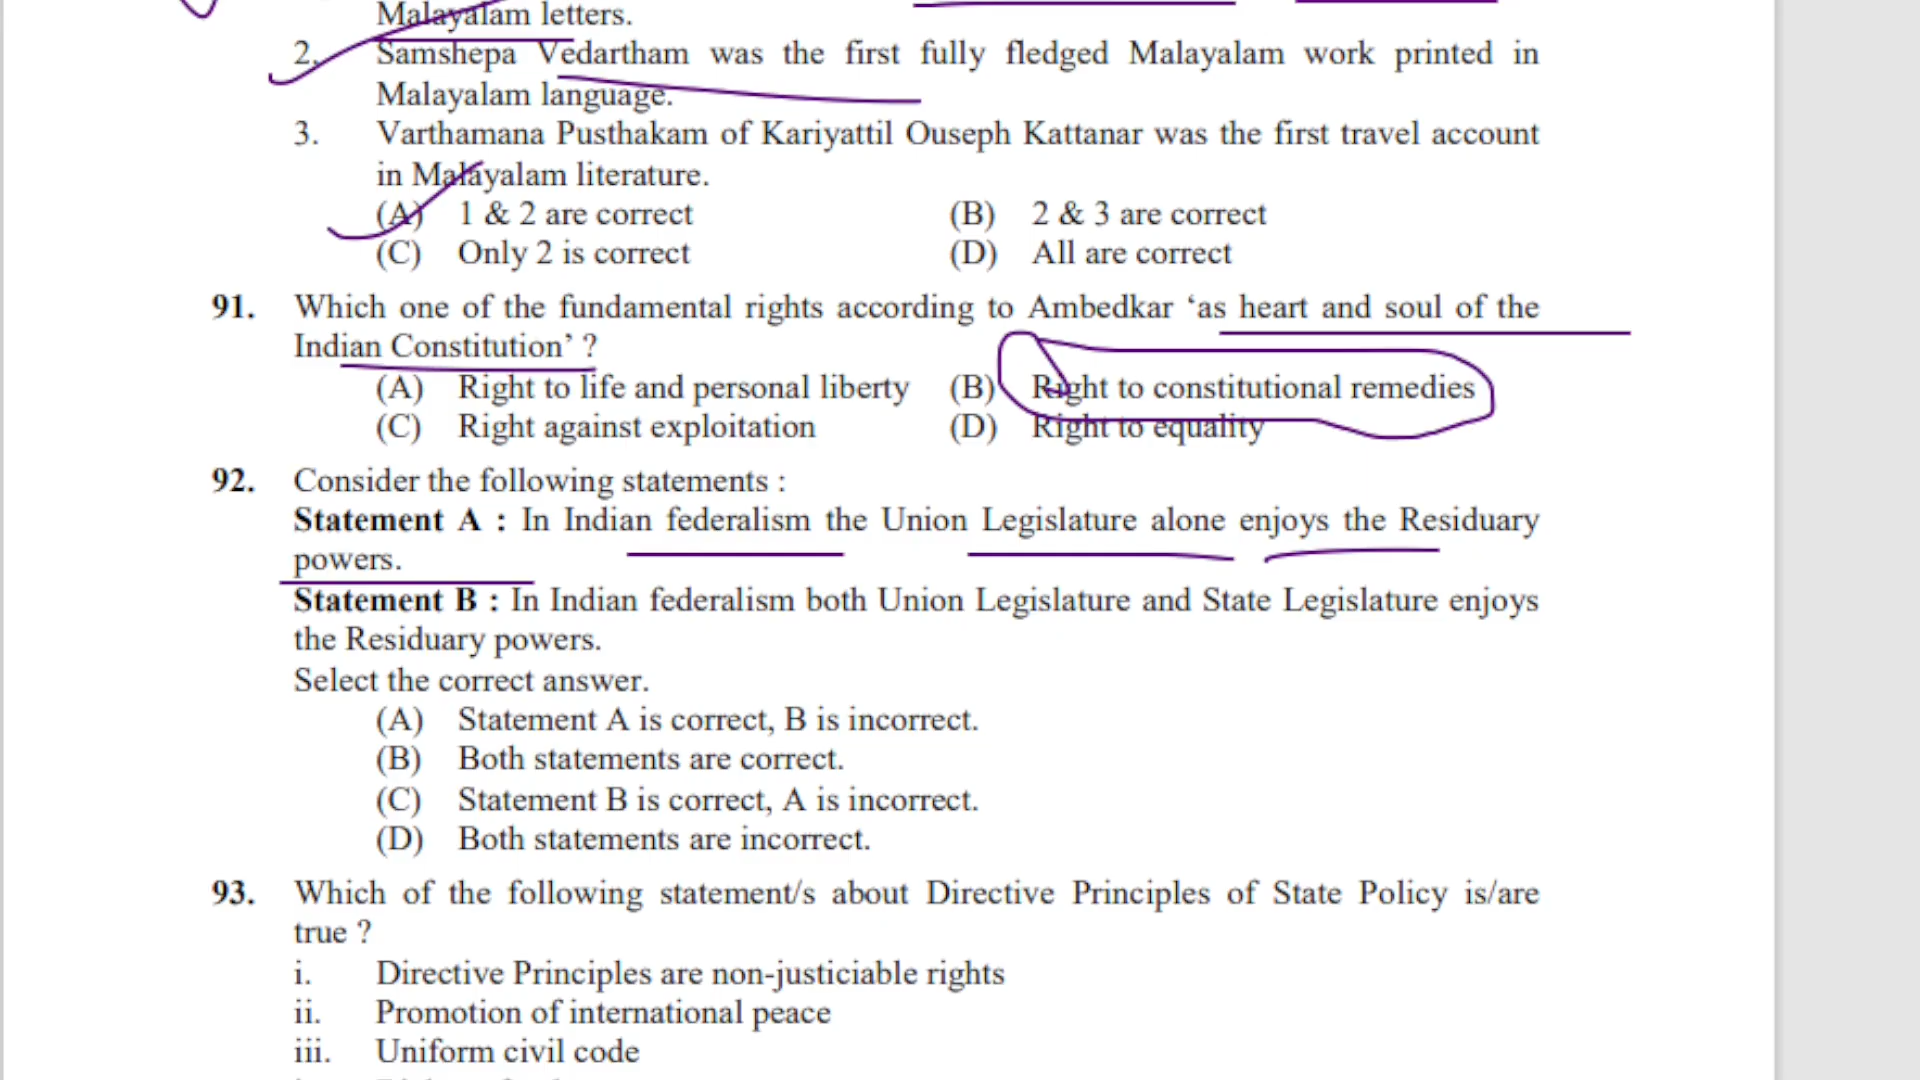 Malayalam letters.
2. Samshepa Vedartham was the first fully fledged Malayalam work printed in
Malayalam language.
3. Varthamana Pusthakam of Kariyattil Ouseph Kattanar was the first travel account
in Malayalam literature.
(A) 1 & 2 are correct (B) 2 & 3 are correct
(C) Only 2 is correct (D) All are correct
91. Which one of the fundamental rights according to Ambedkar ‘as heart and soul of the
Indian Constitution’ ?
(A) Right to life and personal liberty (B) Right to constitutional remedies
(C) Right against exploitation (D) Right to equality
92. Consider the following statements :
Statement A : In Indian federalism the Union Legislature alone enjoys the Residuary
powers.
Statement B : In Indian federalism both Union Legislature and State Legislature enjoys
the Residuary powers.
Select the correct answer.
(A) Statement A is correct, B is incorrect.
(B) Both statements are correct.
(C) Statement B is correct, A is incorrect.
(D) Both statements are incorrect.
93. Which of the following statement/s about Directive Principles of State Policy is/are
true ?
i. Directive Principles are non-justiciable rights
ii. Promotion of international peace
iii. Uniform civil code